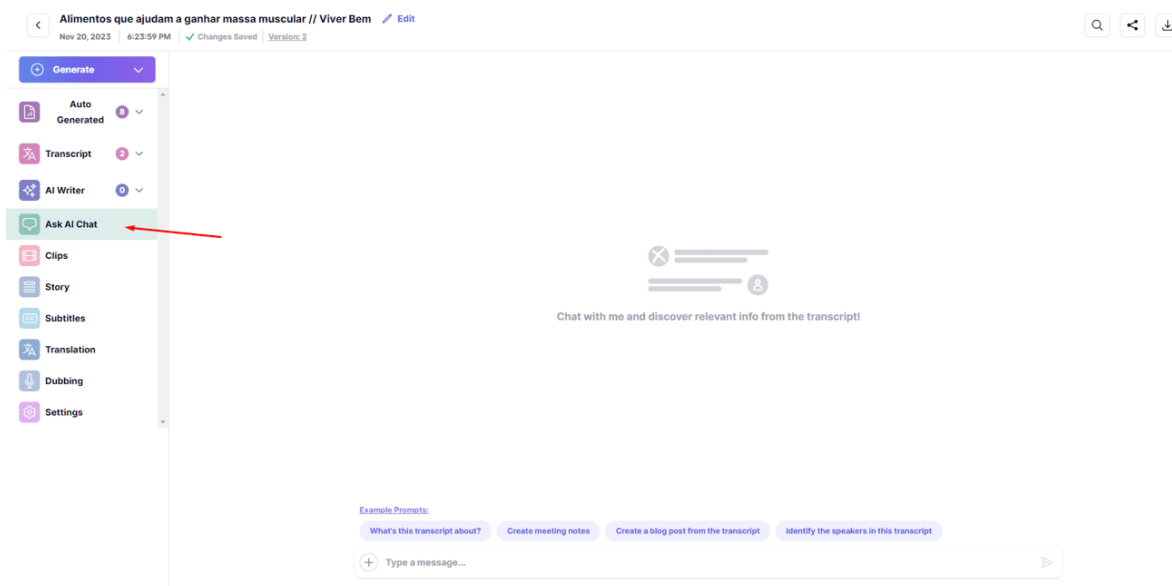 Alimentos que ajudam a ganhar massa muscular // Viver Bem
Edit
Nov 20, 2023
6:23:59 PM
Changes Saved
Version: 2
Generate
Auto
Generated
8
Transcript
2
AI Writer
0
Ask AI Chat
Clips
Story
Subtitles
Translation
Dubbing
Settings
Chat with me and discover relevant info from the transcript!
Example Prompts:
What's this transcript about?
Create meeting notes
Create a blog post from the transcript
Identify the speakers in this transcript
Type a message...